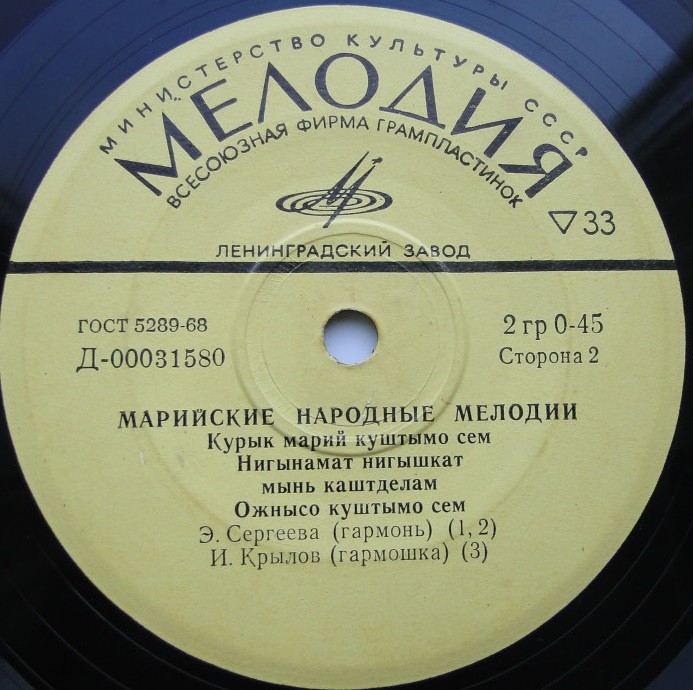 МИНИСТЕРСТВО КУЛЬТУРЫ СССР
МЕЛОДИЯ
ВСЕСОЮЗНАЯ ФИРМА ГРАМПЛАСТИНОК
▽33
ЛЕНИНГРАДСКИЙ ЗАВОД
ГОСТ 5289-68
2 гр 0-45
Д-00031580
Сторона 2
МАРИЙСКИЕ НАРОДНЫЕ МЕЛОДИИ
Курык марий куштымо сем
Нигынамат нигышкат
мынь каштделам
Ожнысо куштымо сем
Э. Сергеева (гармонь) (1, 2)
И. Крылов (гармошка) (3)